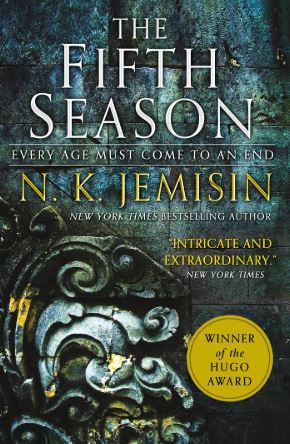 THE
FIFTH
SEASON
EVERY AGE MUST COME TO AN END
N. K. JEMISIN
NEW YORK TIMES BESTSELLING AUTHOR
"INTRICATE AND
EXTRAORDINARY."
NEW YORK TIMES
WINNER
of the
HUGO
AWARD